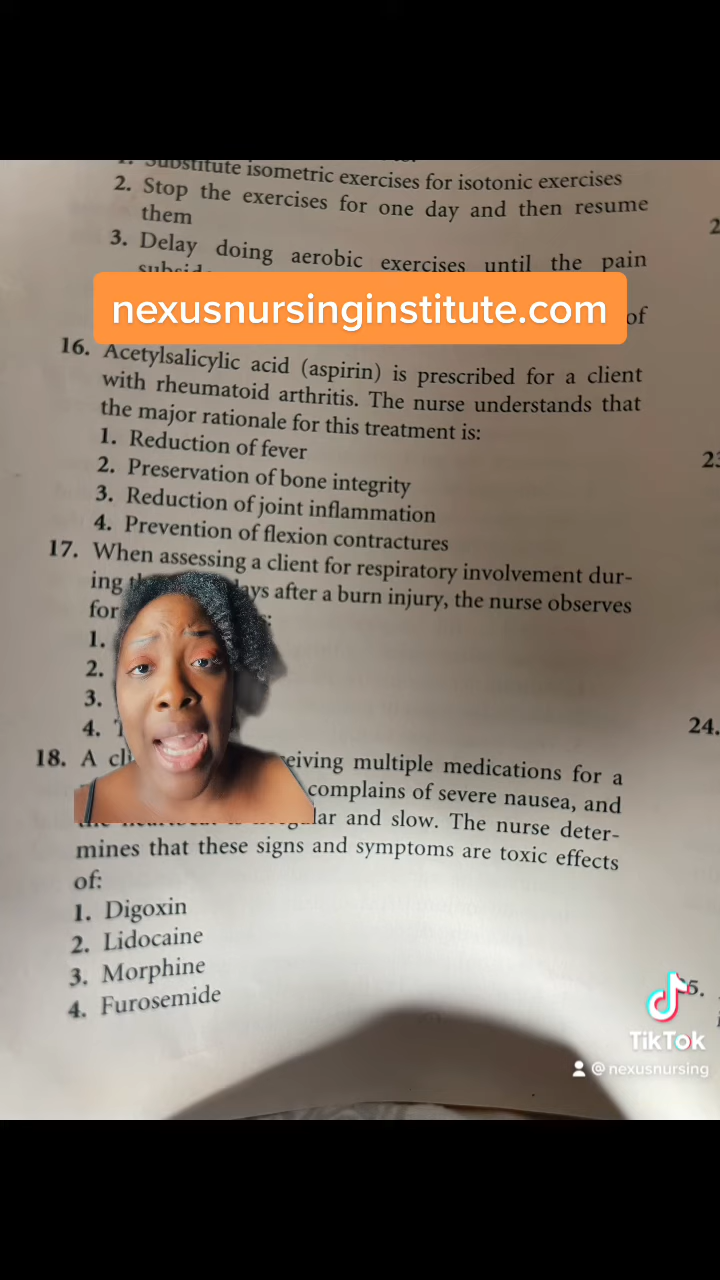 1. Substitute isometric exercises for isotonic exercises
2. Stop the exercises for one day and then resume
them
3. Delay doing aerobic exercises until the pain
nexusnursinginstitute.com
of
16. Acetylsalicylic acid (aspirin) is prescribed for a client
with rheumatoid arthritis. The nurse understands that
the major rationale for this treatment is:
1. Reduction of fever
2. Preservation of bone integrity
3. Reduction of joint inflammation
4. Prevention of flexion contractures
17. When assessing a client for respiratory involvement dur-
ing after a burn injury, the nurse observes
for
1.
2.
3.
4.
18. A multiple medications for a
complains of severe nausea, and
and slow. The nurse deter-
mines that these signs and symptoms are toxic effects
of:
1. Digoxin
2. Lidocaine
3. Morphine
4. Furosemide
24.
TikTok
@nexusnursing